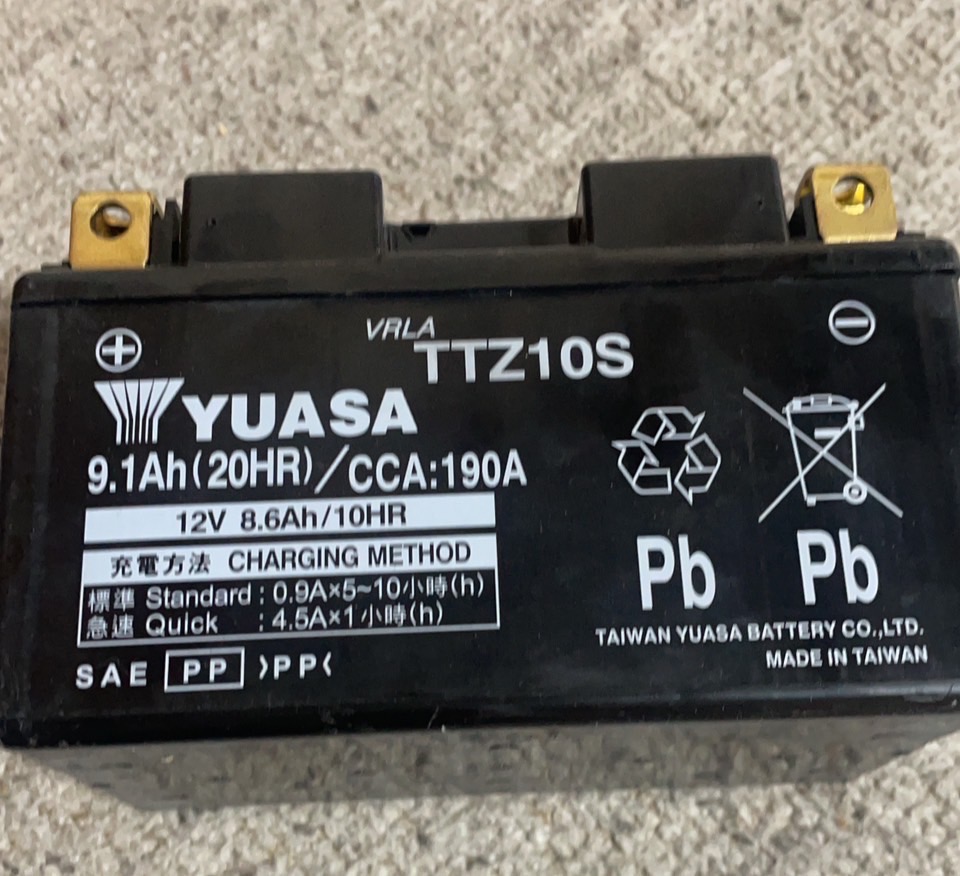 VRLA
TTZ10S
YUASA
9.1Ah(20HR)/CCA:190A
12V 8.6Ah/10HR
充電方法 CHARGING METHOD
標準 Standard : 0.9A×5~10小時(h)
急速 Quick : 4.5A×1小時(h)
SAE PP >PP<
Pb Pb
TAIWAN YUASA BATTERY CO.,LTD.
MADE IN TAIWAN